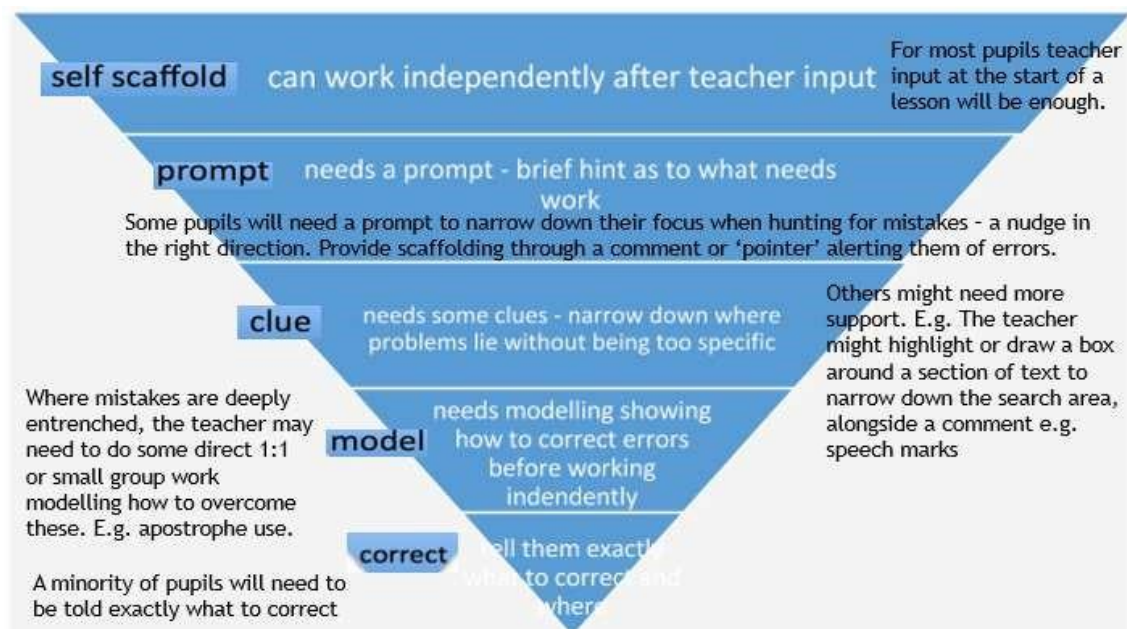 self scaffold
can work independently after teacher input
For most pupils teacher
input at the start of a
lesson will be enough.
prompt
needs a prompt - brief hint as to what needs
work
Some pupils will need a prompt to narrow down their focus when hunting for mistakes - a nudge in
the right direction. Provide scaffolding through a comment or ‘pointer’ alerting them of errors.
clue
needs some clues - narrow down where
problems lie without being too specific
Others might need more
support. E.g. The teacher
might highlight or draw a box
around a section of text to
narrow down the search area,
alongside a comment e.g.
speech marks
Where mistakes are deeply
entrenched, the teacher may
need to do some direct 1:1
or small group work
modelling how to overcome
these. E.g. apostrophe use.
model
needs modelling showing
how to correct errors
before working
indendently
correct
tell them exactly
what to correct and
where
A minority of pupils will need to
be told exactly what to correct